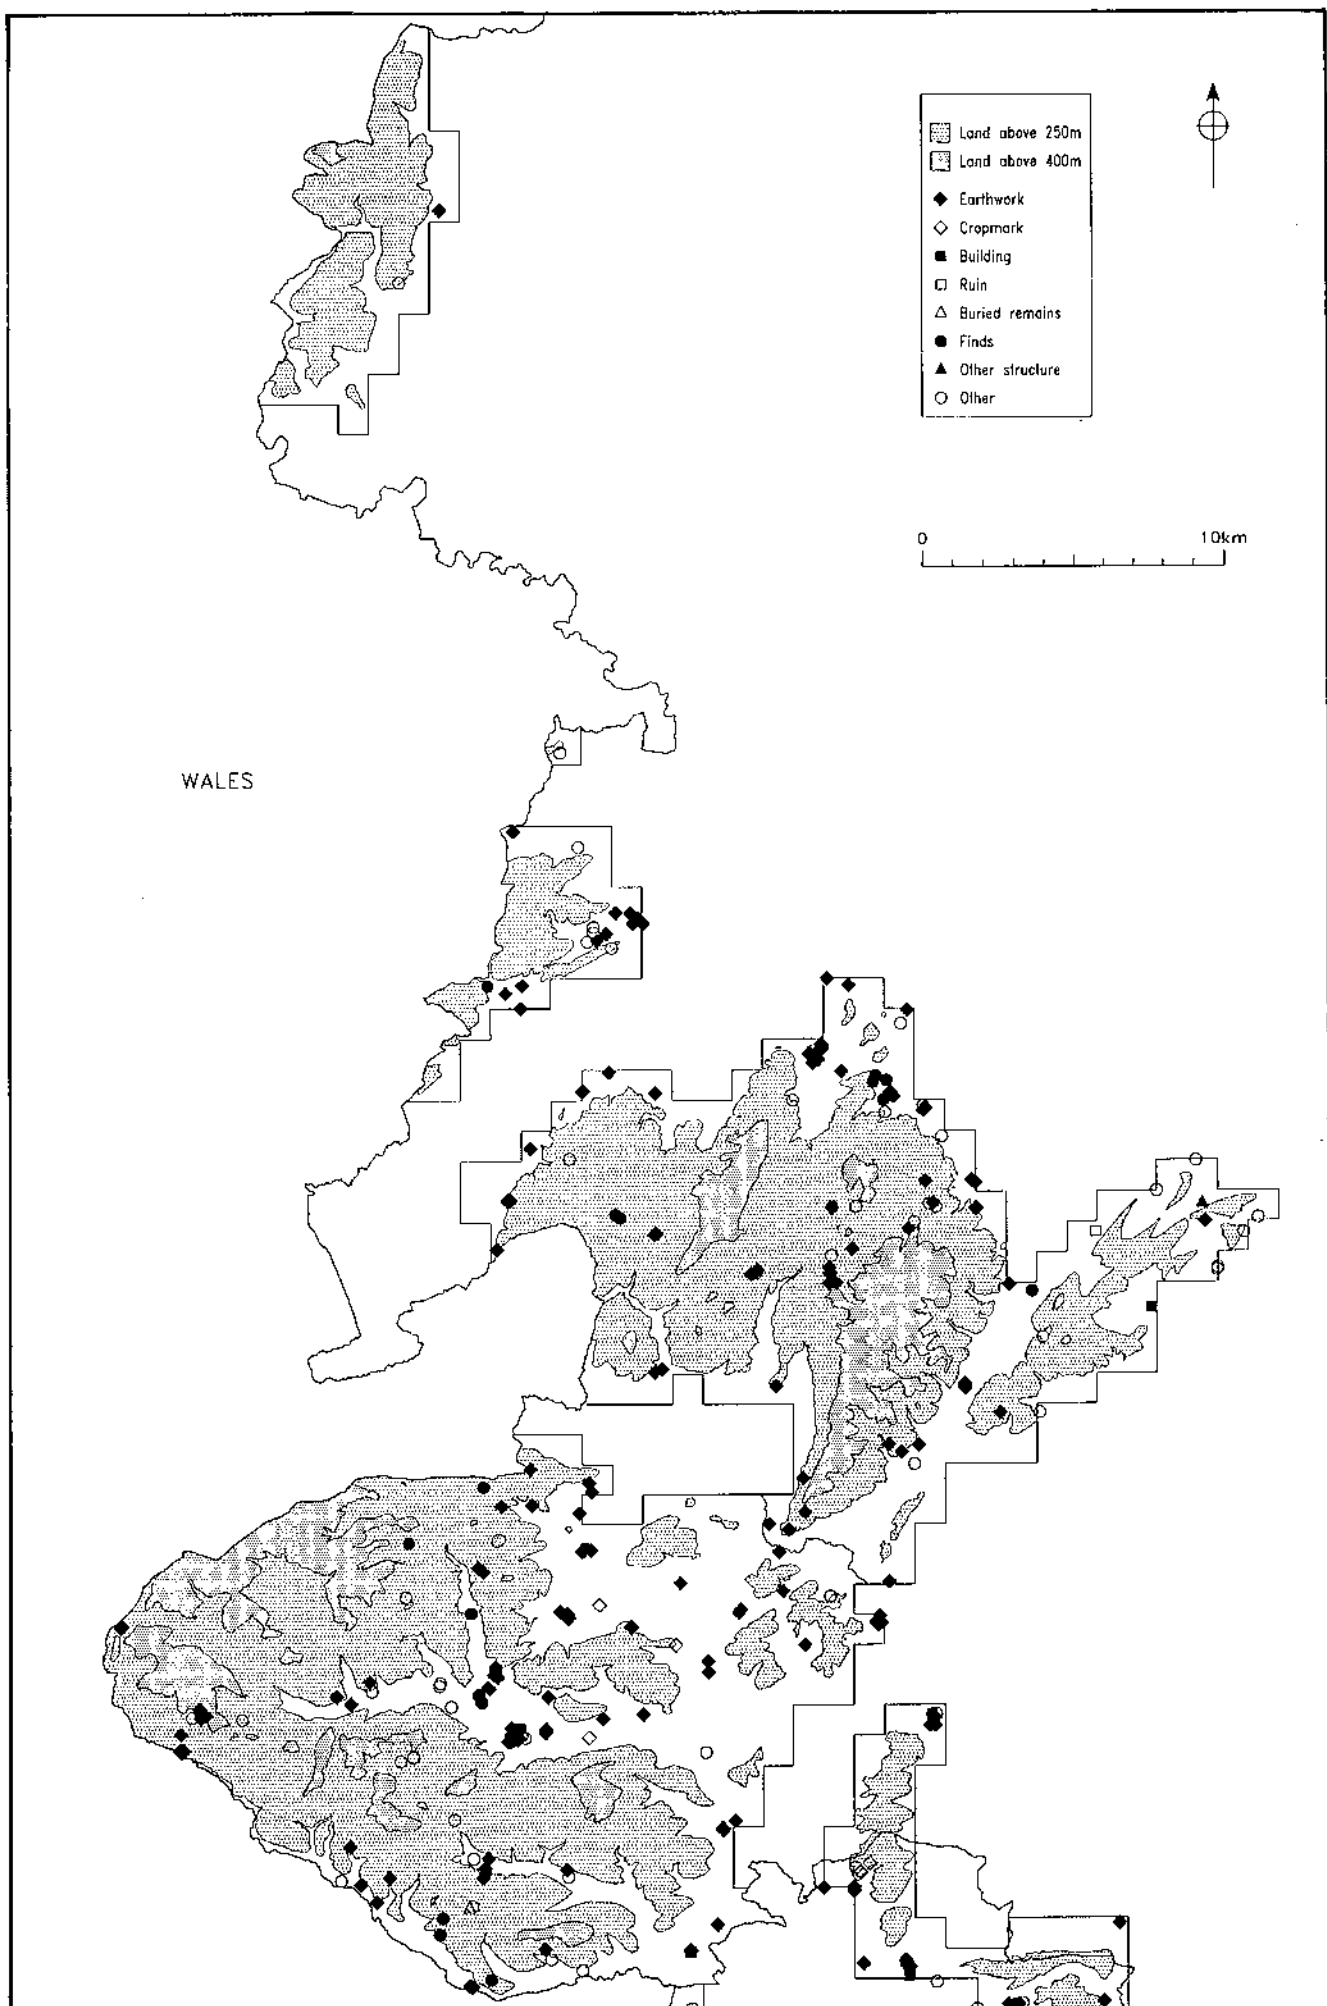 Land above 250m
Land above 400m
Earthwork
Cropmark
Building
Ruin
Buried remains
Finds
Other structure
Other
0 10km
WALES